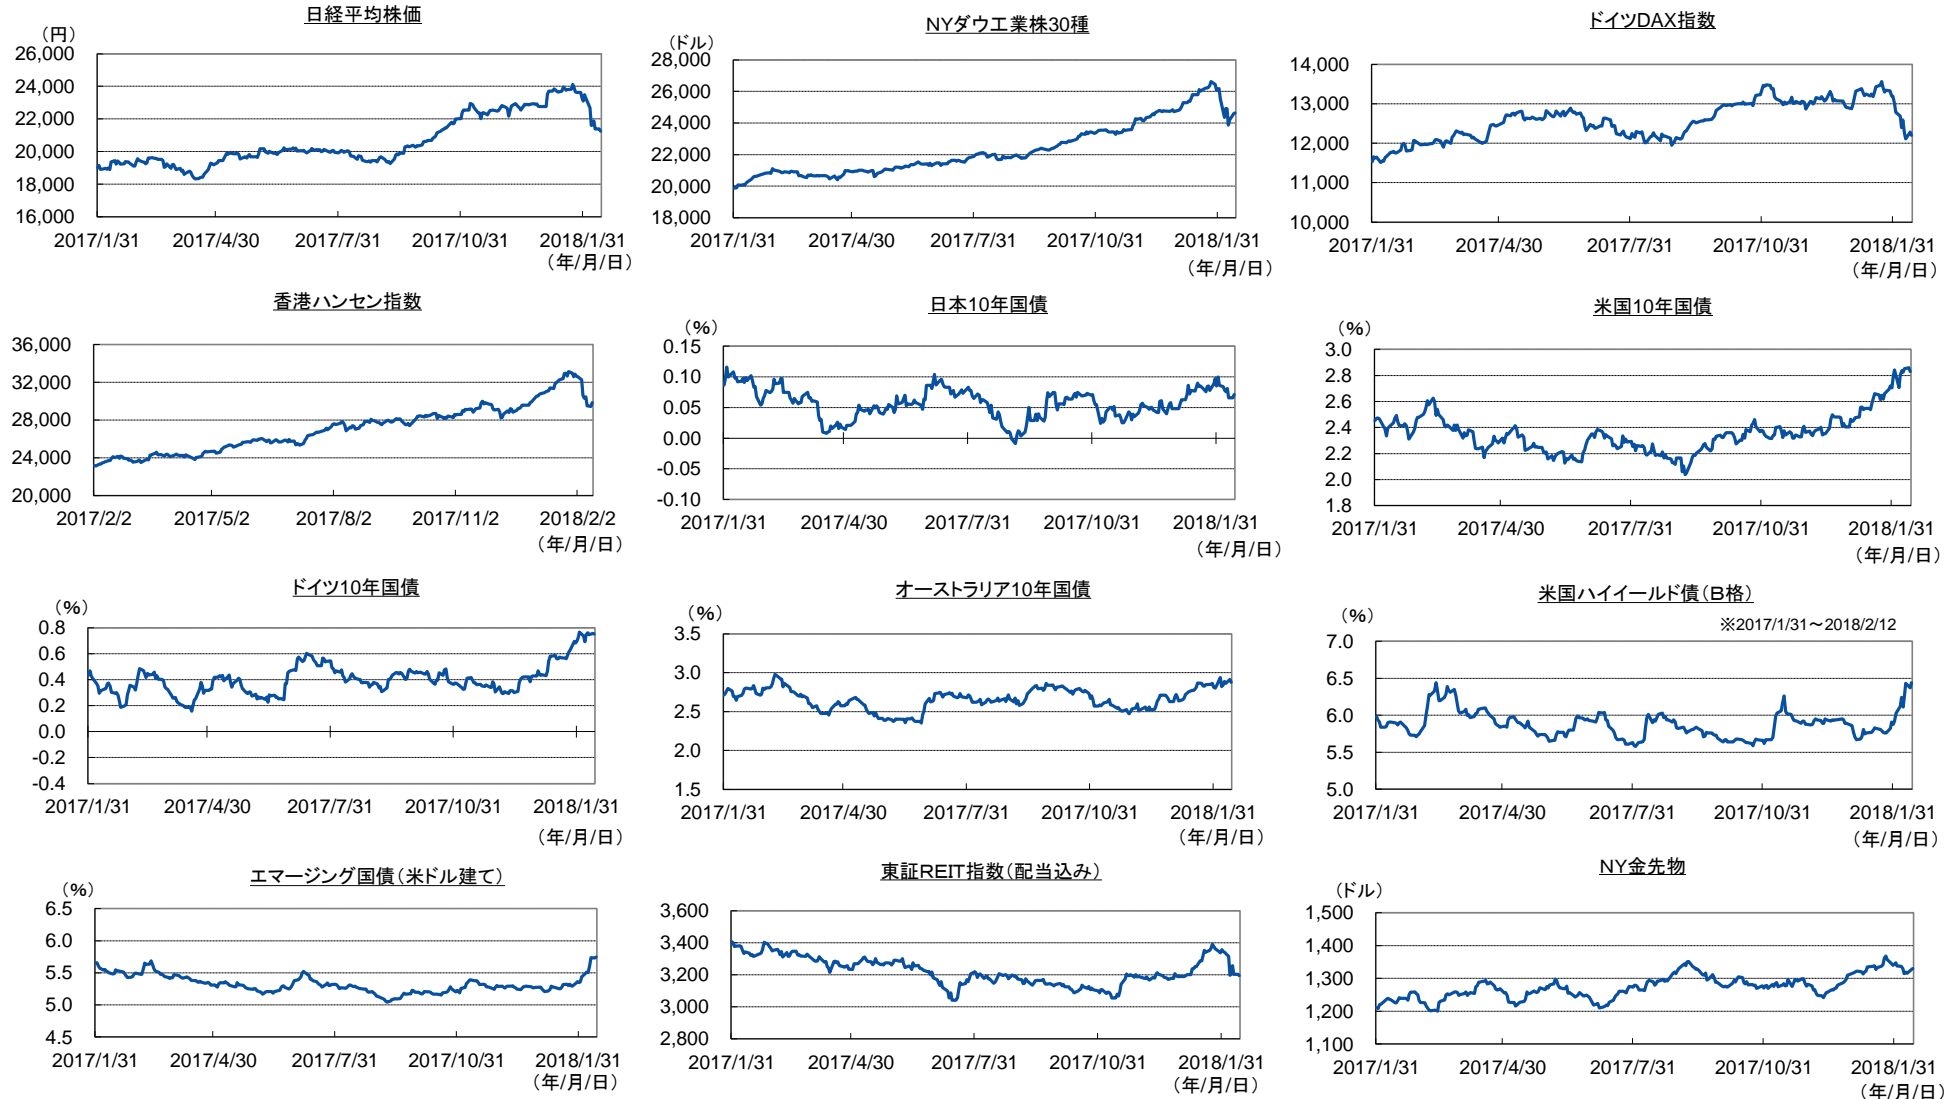 日経平均株価
（円）
26,000
24,000
22,000
20,000
18,000
16,000
2017/1/31 2017/4/30 2017/7/31 2017/10/31 2018/1/31
（年/月/日）
NYダウ工業株30種
（ドル）
28,000
26,000
24,000
22,000
20,000
18,000
2017/1/31 2017/4/30 2017/7/31 2017/10/31 2018/1/31
（年/月/日）
ドイツDAX指数
14,000
13,000
12,000
11,000
10,000
2017/1/31 2017/4/30 2017/7/31 2017/10/31 2018/1/31
（年/月/日）
香港ハンセン指数
36,000
32,000
28,000
24,000
20,000
2017/2/2 2017/5/2 2017/8/2 2017/11/2 2018/2/2
（年/月/日）
日本10年国債
（%）
0.15
0.10
0.05
0.00
-0.05
-0.10
2017/1/31 2017/4/30 2017/7/31 2017/10/31 2018/1/31
（年/月/日）
米国10年国債
（%）
3.0
2.8
2.6
2.4
2.2
2.0
1.8
2017/1/31 2017/4/30 2017/7/31 2017/10/31 2018/1/31
（年/月/日）
ドイツ10年国債
（%）
0.8
0.6
0.4
0.2
0.0
-0.2
-0.4
2017/1/31 2017/4/30 2017/7/31 2017/10/31 2018/1/31
（年/月/日）
オーストラリア10年国債
（%）
3.5
3.0
2.5
2.0
1.5
2017/1/31 2017/4/30 2017/7/31 2017/10/31 2018/1/31
（年/月/日）
米国ハイイールド債（B格）
（%）
※2017/1/31～2018/2/12
7.0
6.5
6.0
5.5
5.0
2017/1/31 2017/4/30 2017/7/31 2017/10/31 2018/1/31
（年/月/日）
エマージング国債（米ドル建て）
（%）
6.5
6.0
5.5
5.0
4.5
2017/1/31 2017/4/30 2017/7/31 2017/10/31 2018/1/31
（年/月/日）
東証REIT指数（配当込み）
3,600
3,400
3,200
3,000
2,800
2017/1/31 2017/4/30 2017/7/31 2017/10/31 2018/1/31
（年/月/日）
NY金先物
（ドル）
1,500
1,400
1,300
1,200
1,100
2017/1/31 2017/4/30 2017/7/31 2017/10/31 2018/1/31
（年/月/日）